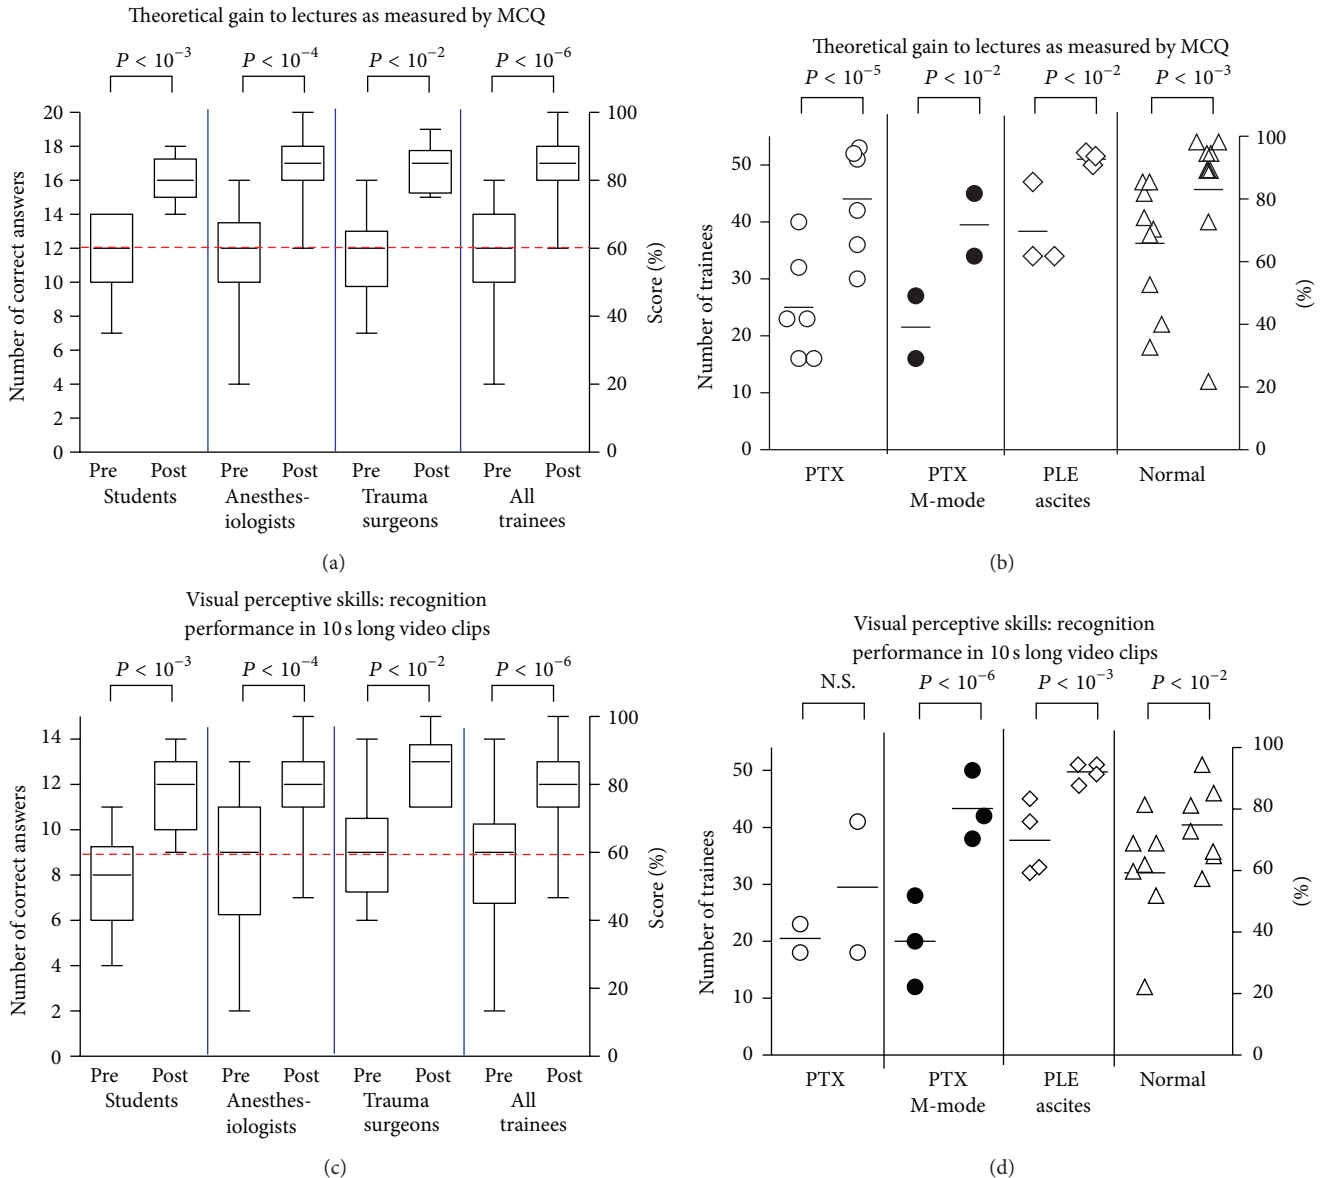 Theoretical gain to lectures as measured by MCQ
P < 10⁻³ P < 10⁻⁴ P < 10⁻² P < 10⁻⁶
20
18
16
14
12
10
8
6
4
2
0
Number of correct answers
100
80
60
40
20
0
Score (%)
Pre Post Pre Post Pre Post Pre Post
Students Anesthes- Trauma All
iologists surgeons trainees
(a)
Theoretical gain to lectures as measured by MCQ
P < 10⁻⁵ P < 10⁻² P < 10⁻² P < 10⁻³
50
40
30
20
10
0
Number of trainees
100
80
60
40
20
0
(%)
PTX PTX PLE Normal
M-mode ascites
(b)
Visual perceptive skills: recognition
performance in 10 s long video clips
P < 10⁻³ P < 10⁻⁴ P < 10⁻² P < 10⁻⁶
14
12
10
8
6
4
2
0
Number of correct answers
100
80
60
40
20
0
Score (%)
Pre Post Pre Post Pre Post Pre Post
Students Anesthes- Trauma All
iologists surgeons trainees
(c)
Visual perceptive skills: recognition
performance in 10 s long video clips
N.S. P < 10⁻⁶ P < 10⁻³ P < 10⁻²
50
40
30
20
10
0
Number of trainees
100
80
60
40
20
0
(%)
PTX PTX PLE Normal
M-mode ascites
(d)